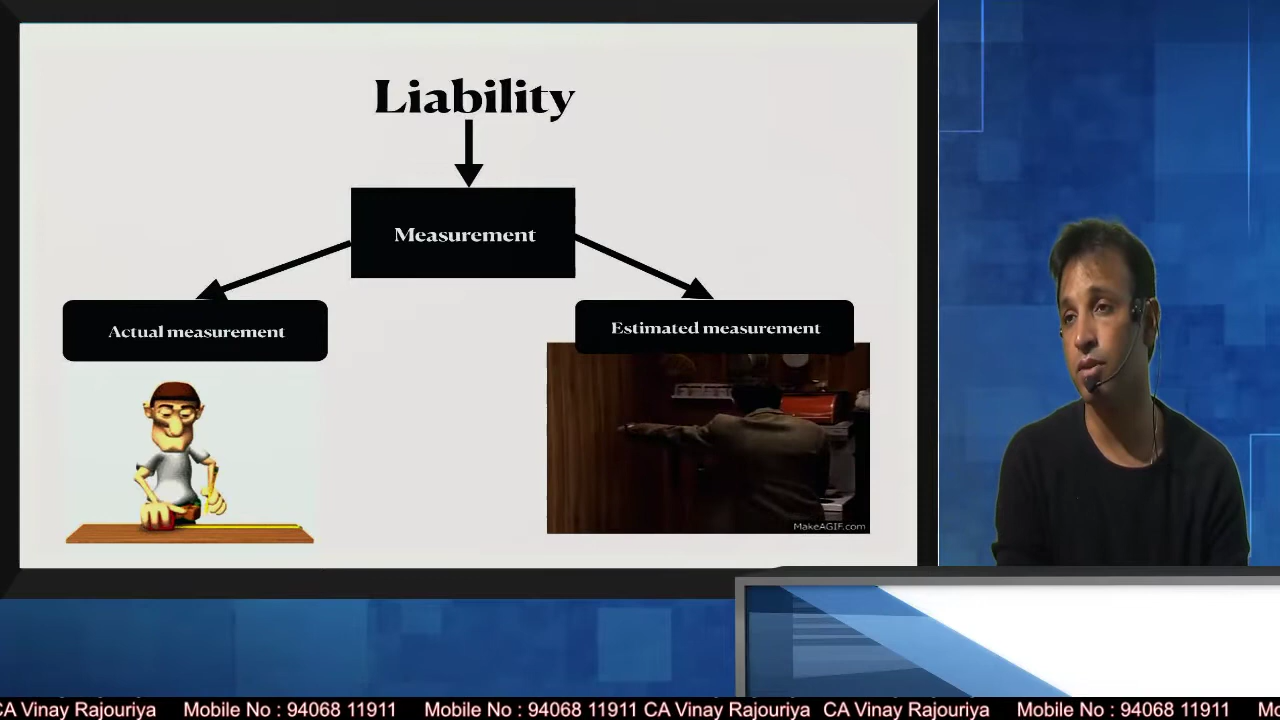 Liability
Measurement
Actual measurement
Estimated measurement
MakeAGIF.com
CA Vinay Rajouriya Mobile No : 94068 11911 Mobile No : 94068 11911 CA Vinay Rajouriya CA Vinay Rajouriya Mobile No : 94068 11911